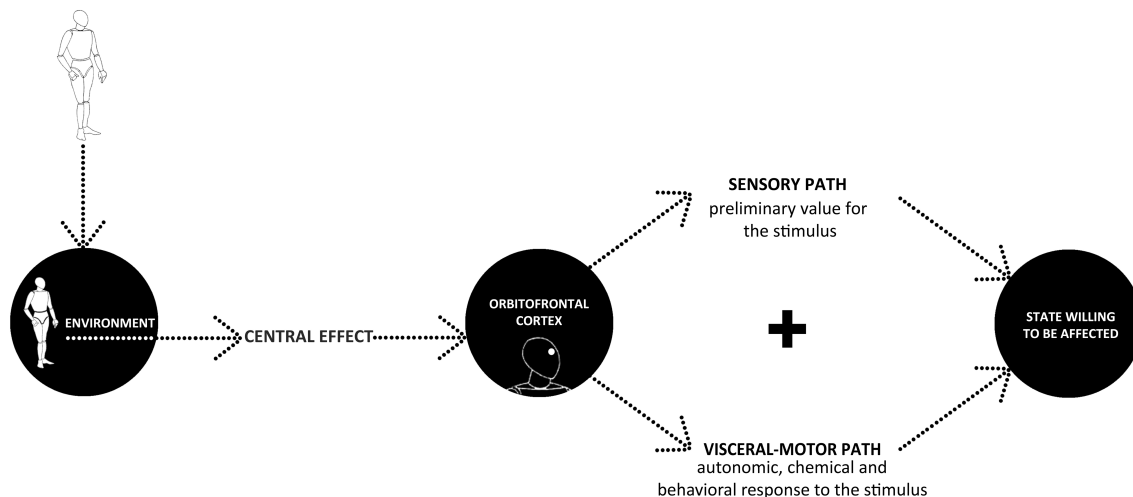 ENVIRONMENT
CENTRAL EFFECT
ORBITOFRONTAL
CORTEX
SENSORY PATH
preliminary value for
the stimulus
+
VISCERAL-MOTOR PATH
autonomic, chemical and
behavioral response to the stimulus
STATE WILLING
TO BE AFFECTED